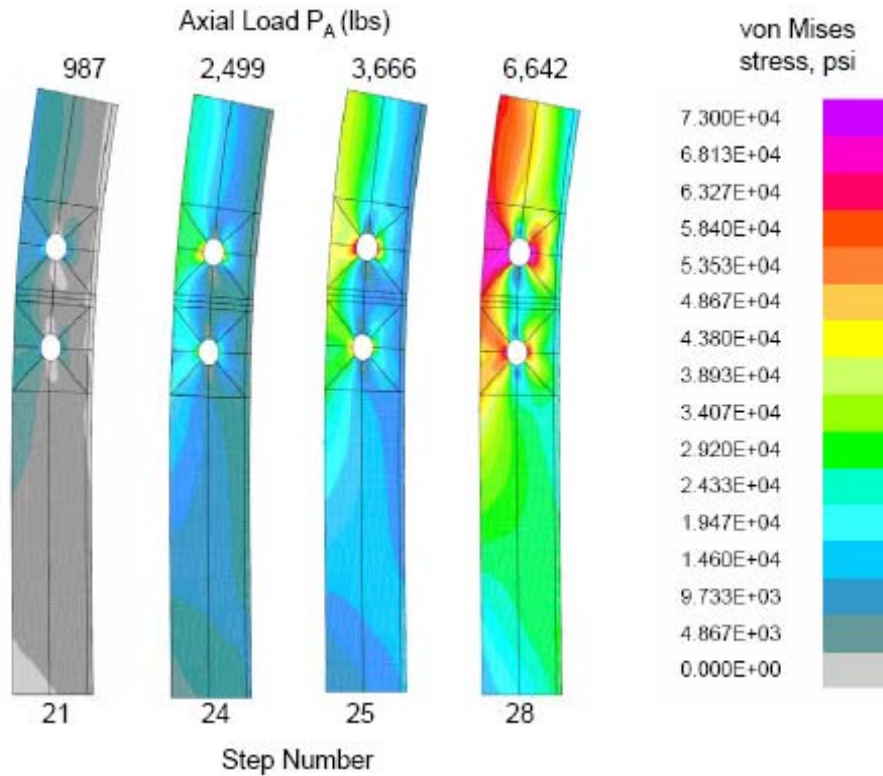 Axial Load P_A (lbs)
987
2,499
3,666
6,642
von Mises
stress, psi
7.300E+04
6.813E+04
6.327E+04
5.840E+04
5.353E+04
4.867E+04
4.380E+04
3.893E+04
3.407E+04
2.920E+04
2.433E+04
1.947E+04
1.460E+04
9.733E+03
4.867E+03
0.000E+00
21
24
25
28
Step Number